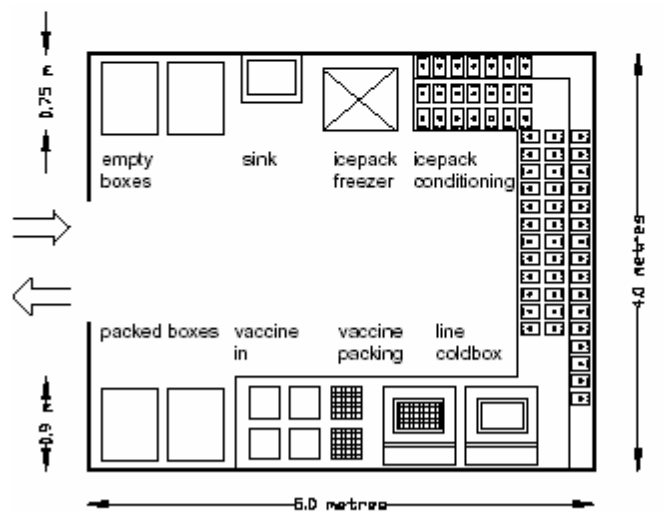 0.75 m
empty
boxes
sink
icepack
freezer
icepack
conditioning
4.0 metres
packed boxes
vaccine
in
vaccine
packing
line
coldbox
0.9 m
5.0 metres